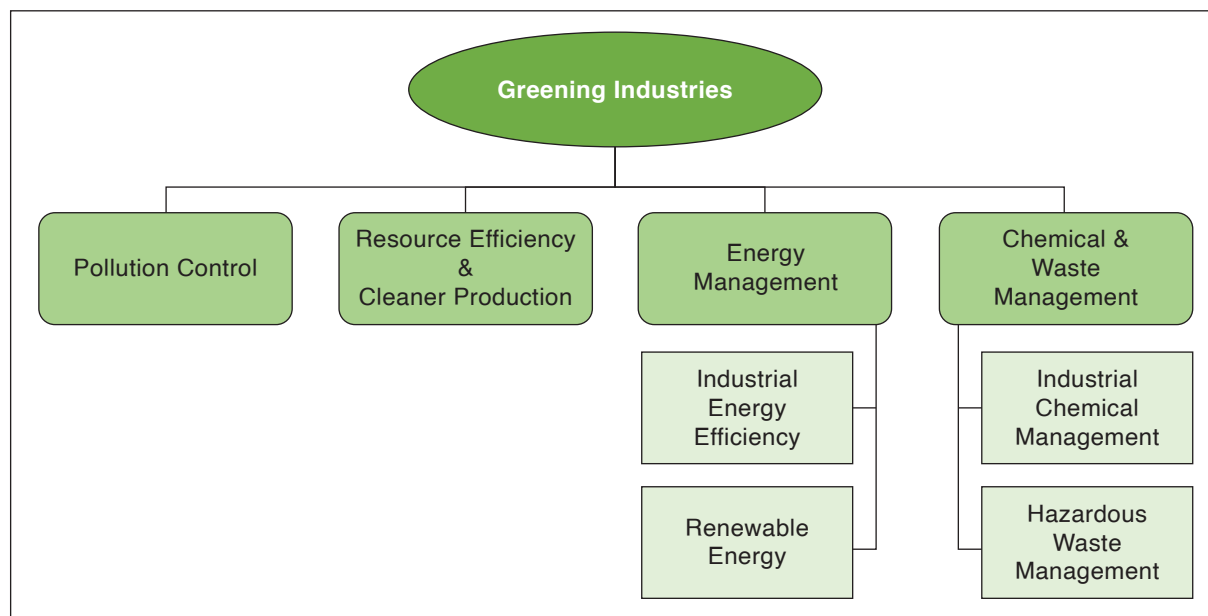 Greening Industries
Pollution Control
Resource Efficiency
&
Cleaner Production
Energy
Management
Chemical &
Waste
Management
Industrial
Energy
Efficiency
Renewable
Energy
Industrial
Chemical
Management
Hazardous
Waste
Management